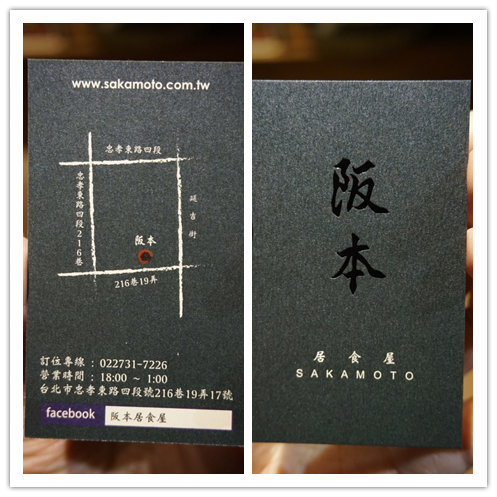 www.sakamoto.com.tw
忠孝東路四段
忠孝東路四段216巷
延吉街
阪本
216巷19弄
訂位專線 : 022731-7226
營業時間 : 18:00 ~ 1:00
台北市忠孝東路四段號216巷19弄17號
facebook 阪本居食屋
阪本
居食屋
SAKAMOTO